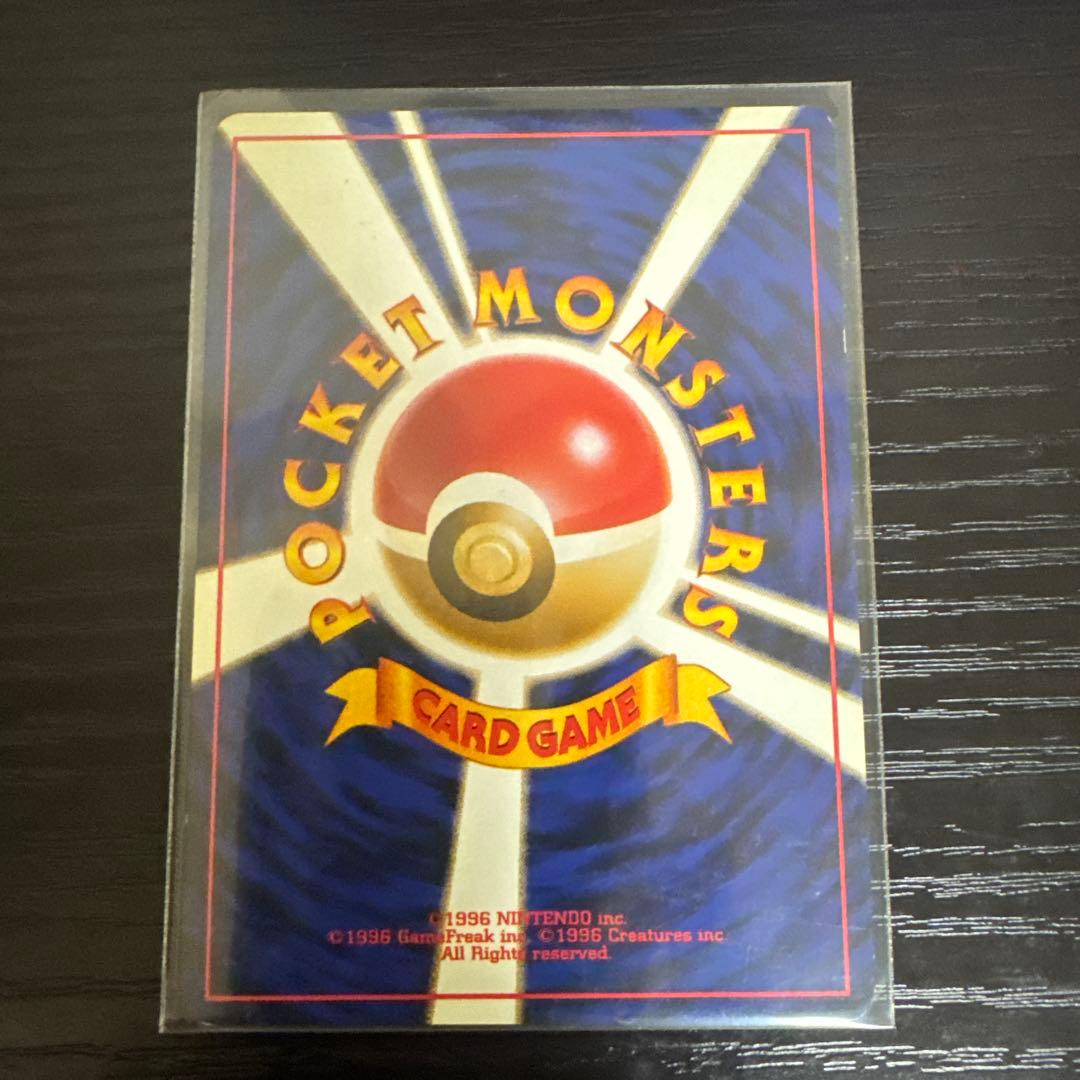 POCKET MONSTERS
CARD GAME
©1996 NINTENDO inc.
©1996 GameFreak inc. ©1996 Creatures inc.
All Rights reserved.